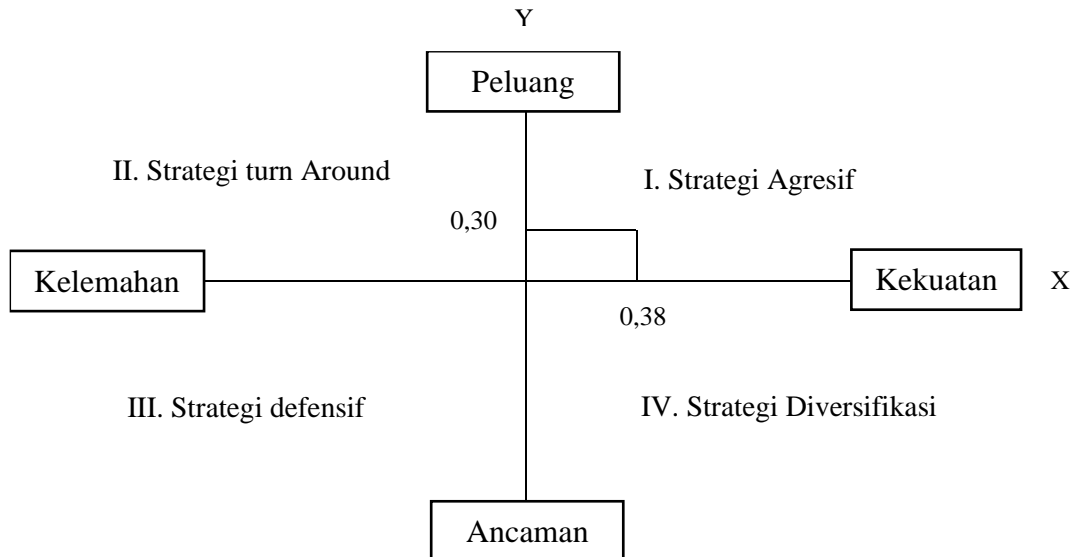 Y
Peluang
II. Strategi turn Around
I. Strategi Agresif
0,30
Kelemahan
Kekuatan
X
0,38
III. Strategi defensif
IV. Strategi Diversifikasi
Ancaman